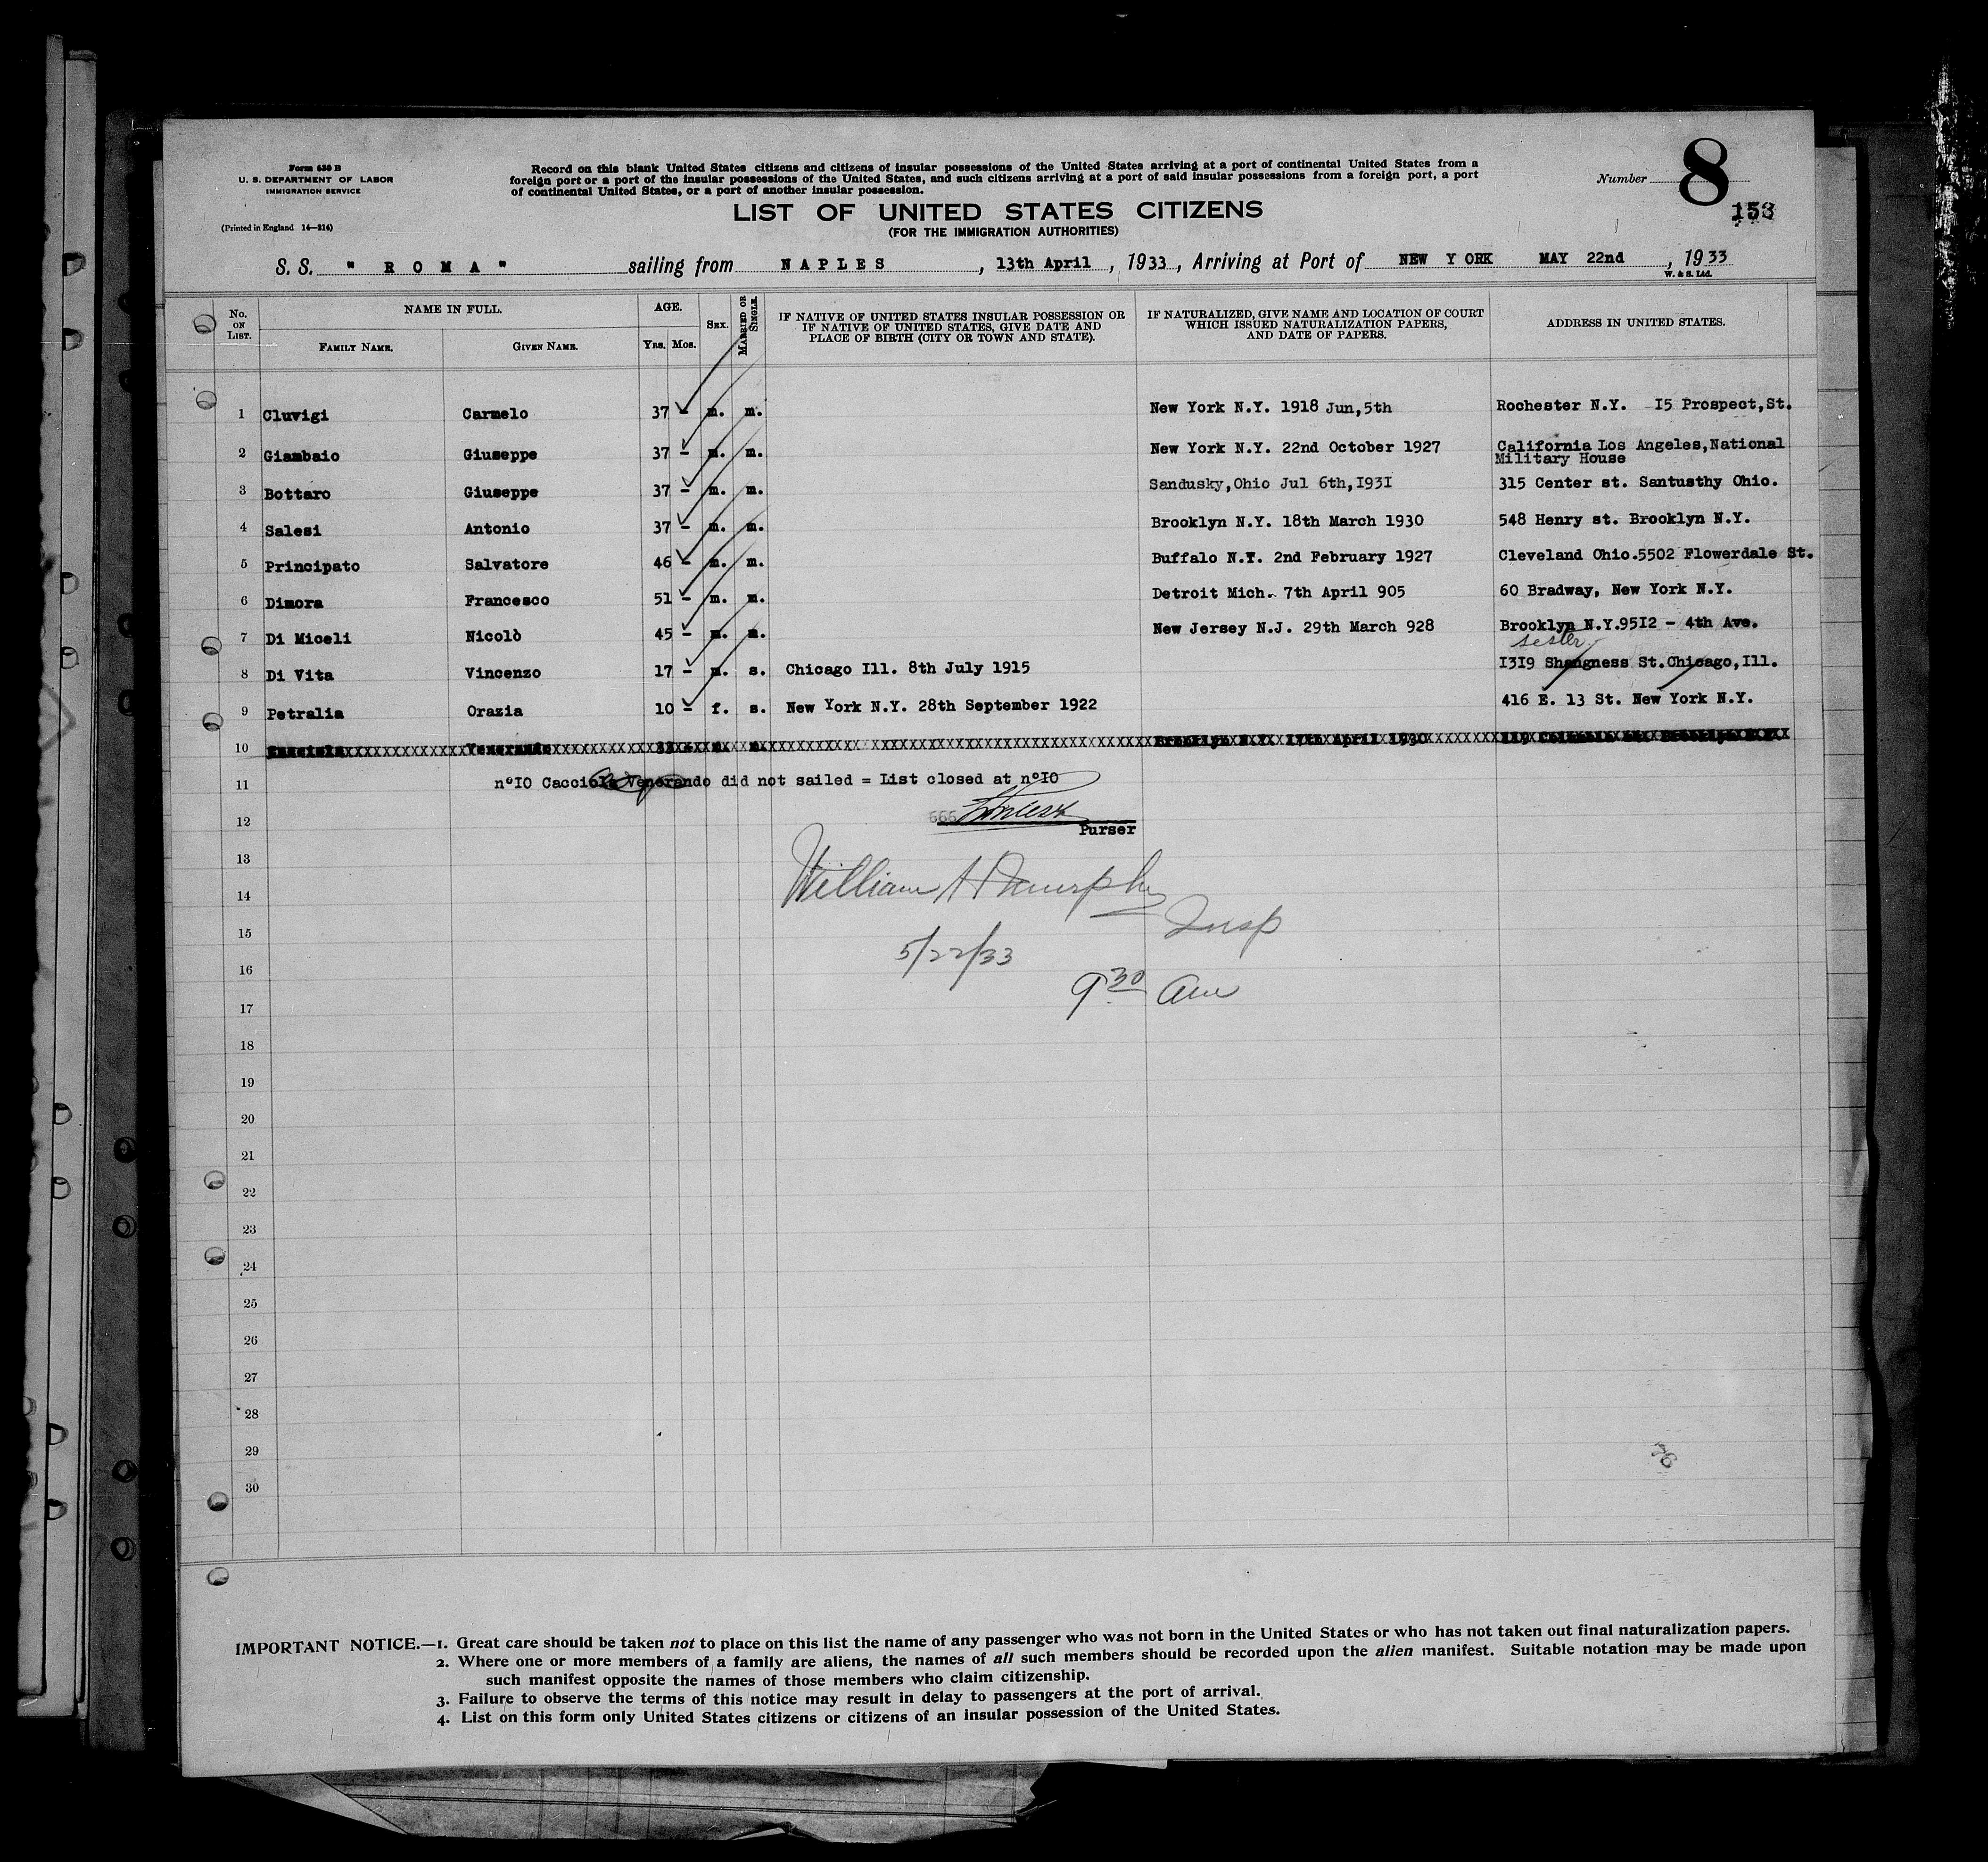 Form 630 B
U. S. DEPARTMENT OF LABOR
IMMIGRATION SERVICE
(Printed in England 14—214)
Record on this blank United States citizens and citizens of insular possessions of the United States arriving at a port of continental United States from a
foreign port or a port of the insular possessions of the United States, and such citizens arriving at a port of said insular possessions from a foreign port, a port
of continental United States, or a port of another insular possession.
Number 8
153
LIST OF UNITED STATES CITIZENS
(FOR THE IMMIGRATION AUTHORITIES)
S. S. " R O M A " sailing from N A P L E S , 13th April , 1933 , Arriving at Port of NEW Y ORK MAY 22nd , 1933
W. & S. Ltd.
No. ON LIST. NAME IN FULL. AGE. SEX. MARRIED OR SINGLE. IF NATIVE OF UNITED STATES INSULAR POSSESSION OR IF NATIVE OF UNITED STATES, GIVE DATE AND PLACE OF BIRTH (CITY OR TOWN AND STATE). IF NATURALIZED, GIVE NAME AND LOCATION OF COURT WHICH ISSUED NATURALIZATION PAPERS, AND DATE OF PAPERS. ADDRESS IN UNITED STATES.
FAMILY NAME. GIVEN NAME. YRS. MOS.
1 Cluvigi Carmelo 37 - m. m. New York N.Y. 1918 Jun,5th Rochester N.Y. I5 Prospect,St.
2 Giambaio Giuseppe 37 - m. m. New York N.Y. 22nd October 1927 California Los Angeles,National
Military House
3 Bottaro Giuseppe 37 - m. m. Sandusky,Ohio Jul 6th,I93I 315 Center st. Santusthy Ohio.
4 Salesi Antonio 37 - m. m. Brooklyn N.Y. 18th March 1930 548 Henry st. Brooklyn N.Y.
5 Principato Salvatore 46 - m. m. Buffalo N.Y. 2nd February 1927 Cleveland Ohio.5502 Flowerdale St.
6 Dimora Francesco 51 - m. m. Detroit Mich. 7th April 905 60 Bradway, New York N.Y.
7 Di Miceli Nicolò 45 - m. m. New Jersey N.J. 29th March 928 Brooklyn N.Y.95I2 - 4th Ave.
sester
8 Di Vita Vincenzo 17 - m. s. Chicago Ill. 8th July 1915 I3I9 Shangness St.Chicago,Ill.
9 Petralia Orazia 10 - f. s. New York N.Y. 28th September 1922 416 E. 13 St. New York N.Y.
10 Venerando 33 - m. m. Brooklyn N.Y. 17th April 1930
11 n°IO Cacciola Venerando did not sailed = List closed at n°IO
12 666
Purser
13
14 William H Murphy
15 Insp
16 5/22/33
17 9 30 Am
18
19
20
21
22
23
24
25
26
27
28
29
30
IMPORTANT NOTICE.—1. Great care should be taken not to place on this list the name of any passenger who was not born in the United States or who has not taken out final naturalization papers.
2. Where one or more members of a family are aliens, the names of all such members should be recorded upon the alien manifest. Suitable notation may be made upon
such manifest opposite the names of those members who claim citizenship.
3. Failure to observe the terms of this notice may result in delay to passengers at the port of arrival.
4. List on this form only United States citizens or citizens of an insular possession of the United States.